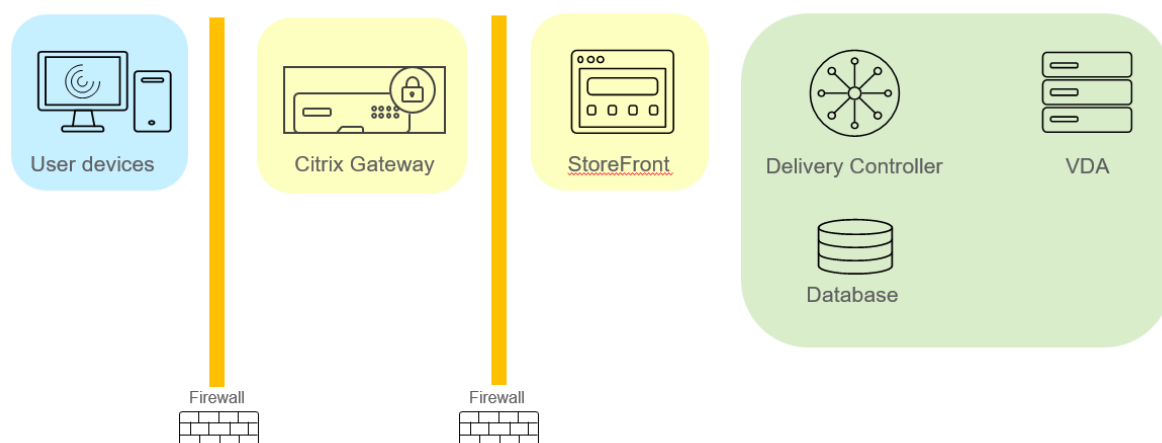 User devices
Citrix Gateway
StoreFront
Delivery Controller
VDA
Database
Firewall
Firewall